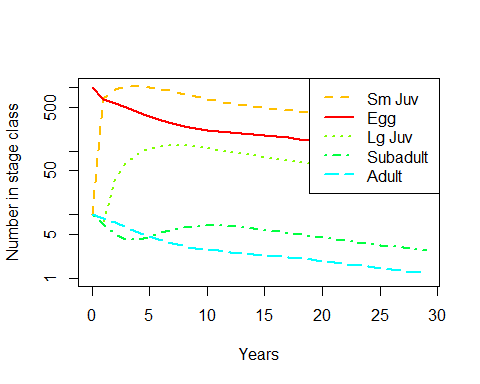 Number in stage class
500
50
5
1
Sm Juv
Egg
Lg Juv
Subadult
Adult
0 5 10 15 20 25 30
Years